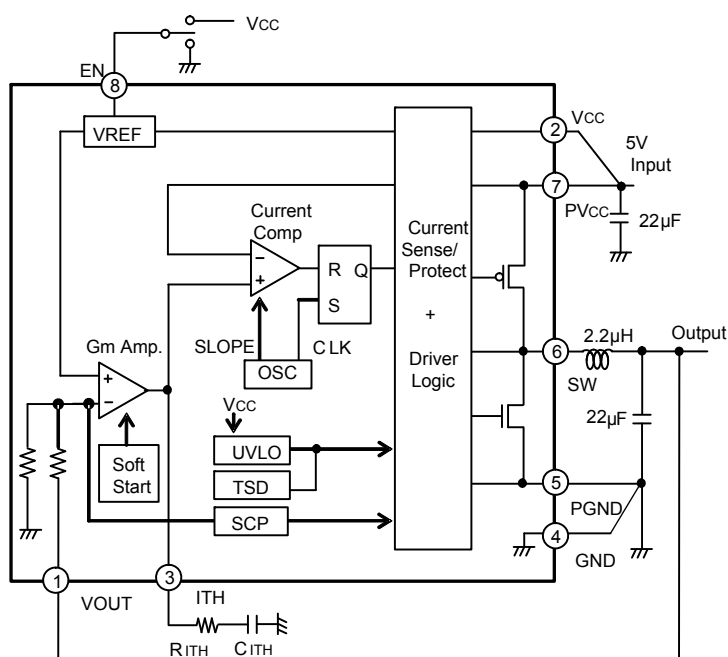 VCC
EN
8
VREF
2
VCC
5V
Input
7
PVCC
22µF
Current
Comp
−
+
R Q
S
Current
Sense/
Protect
+
Driver
Logic
SLOPE
CLK
OSC
Gm Amp.
+
−
6
2.2µH
Output
SW
22µF
VCC
UVLO
TSD
SCP
Soft
Start
5
PGND
4
GND
1
VOUT
3
ITH
RITH
CITH